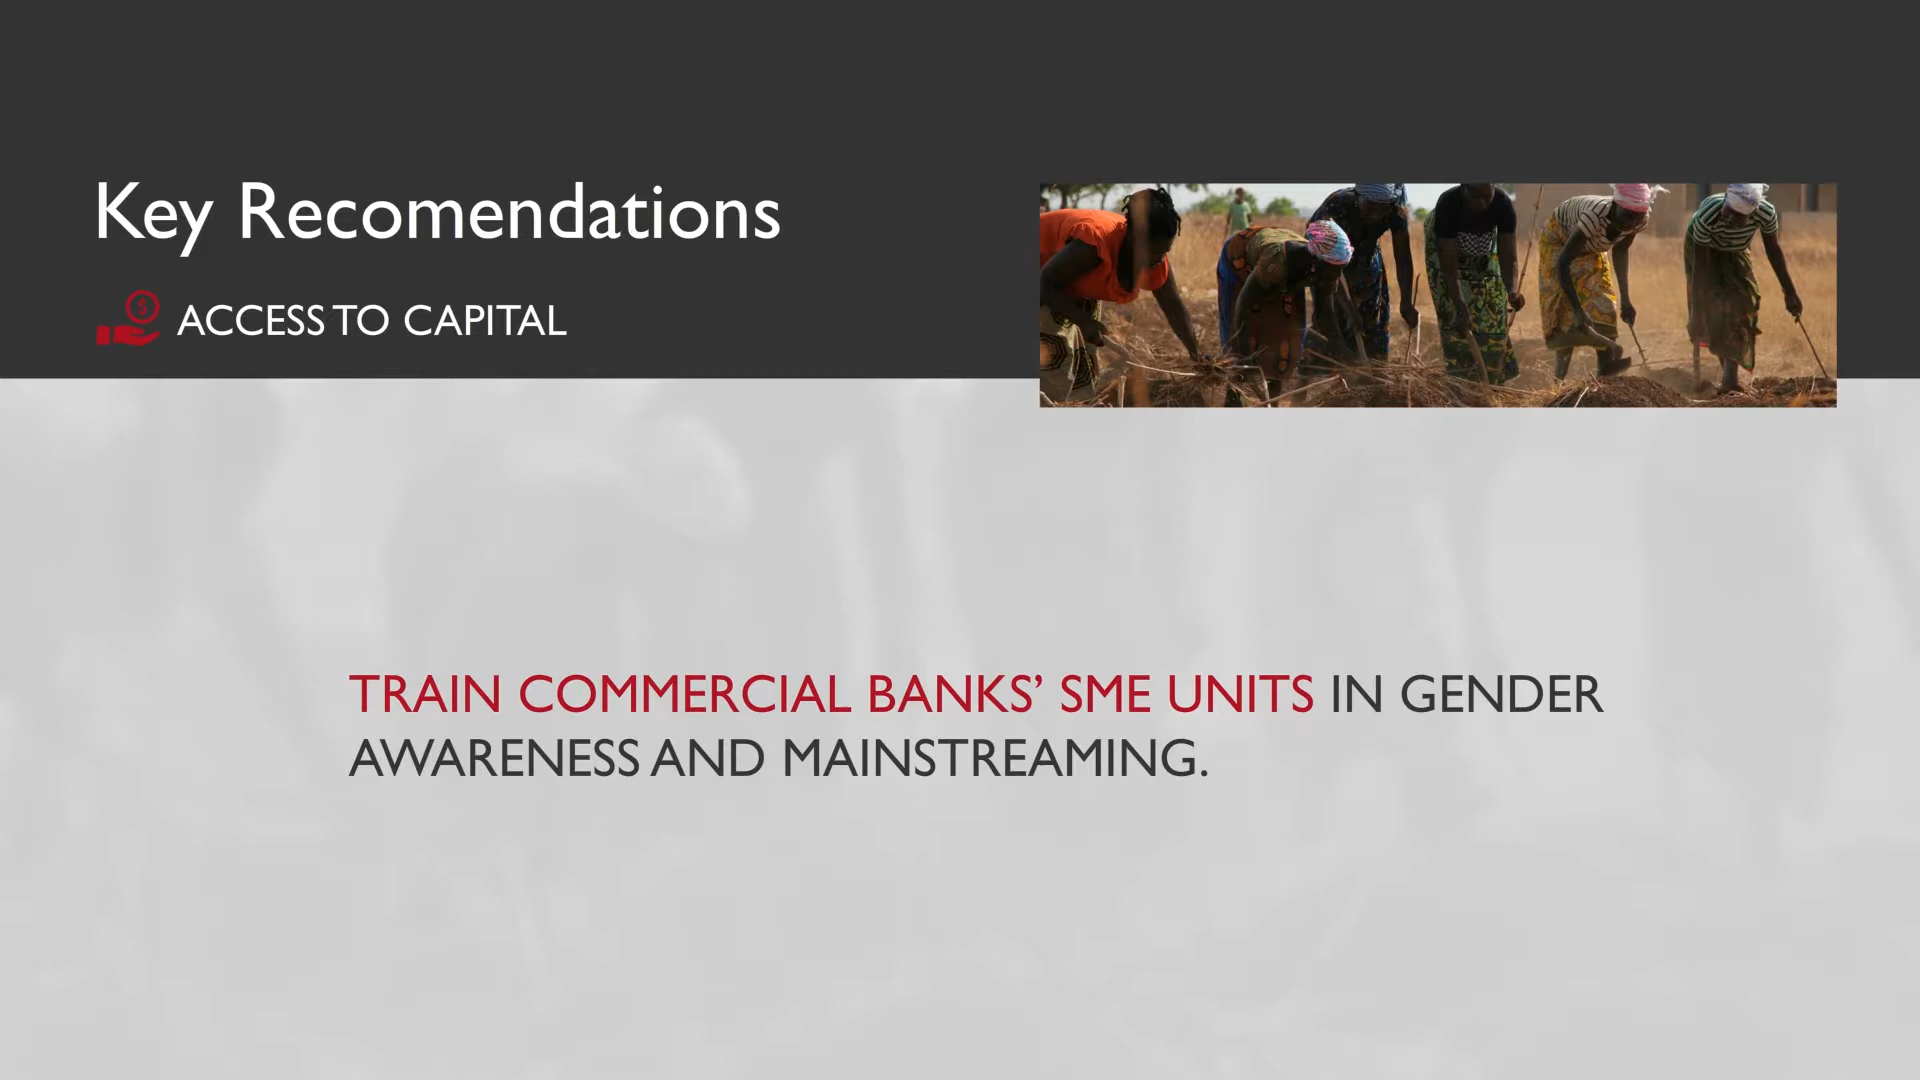 Key Recomendations
ACCESS TO CAPITAL
TRAIN COMMERCIAL BANKS’ SME UNITS IN GENDER
AWARENESS AND MAINSTREAMING.